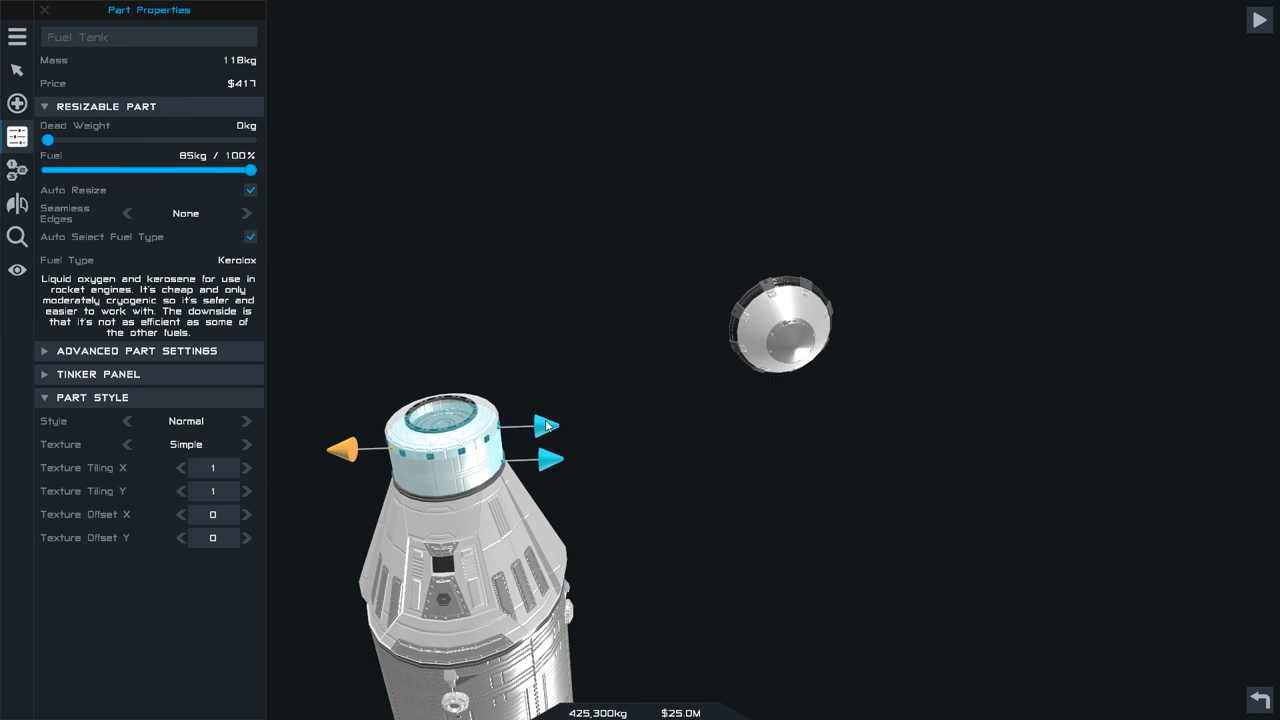 Part Properties
Fuel Tank
Mass 118kg
Price $417
RESIZABLE PART
Dead Weight 0kg
Fuel 85kg / 100%
Auto Resize
Seamless
Edges
None
Auto Select Fuel Type
Fuel Type Kerolox
Liquid oxygen and kerosene for use in
rocket engines. It's cheap and only
moderately cryogenic so it's safer and
easier to work with. The downside is
that it's not as efficient as some of
the other fuels.
ADVANCED PART SETTINGS
TINKER PANEL
PART STYLE
Style Normal
Texture Simple
Texture Tiling X 1
Texture Tiling Y 1
Texture Offset X 0
Texture Offset Y 0
425,300kg $25.0M